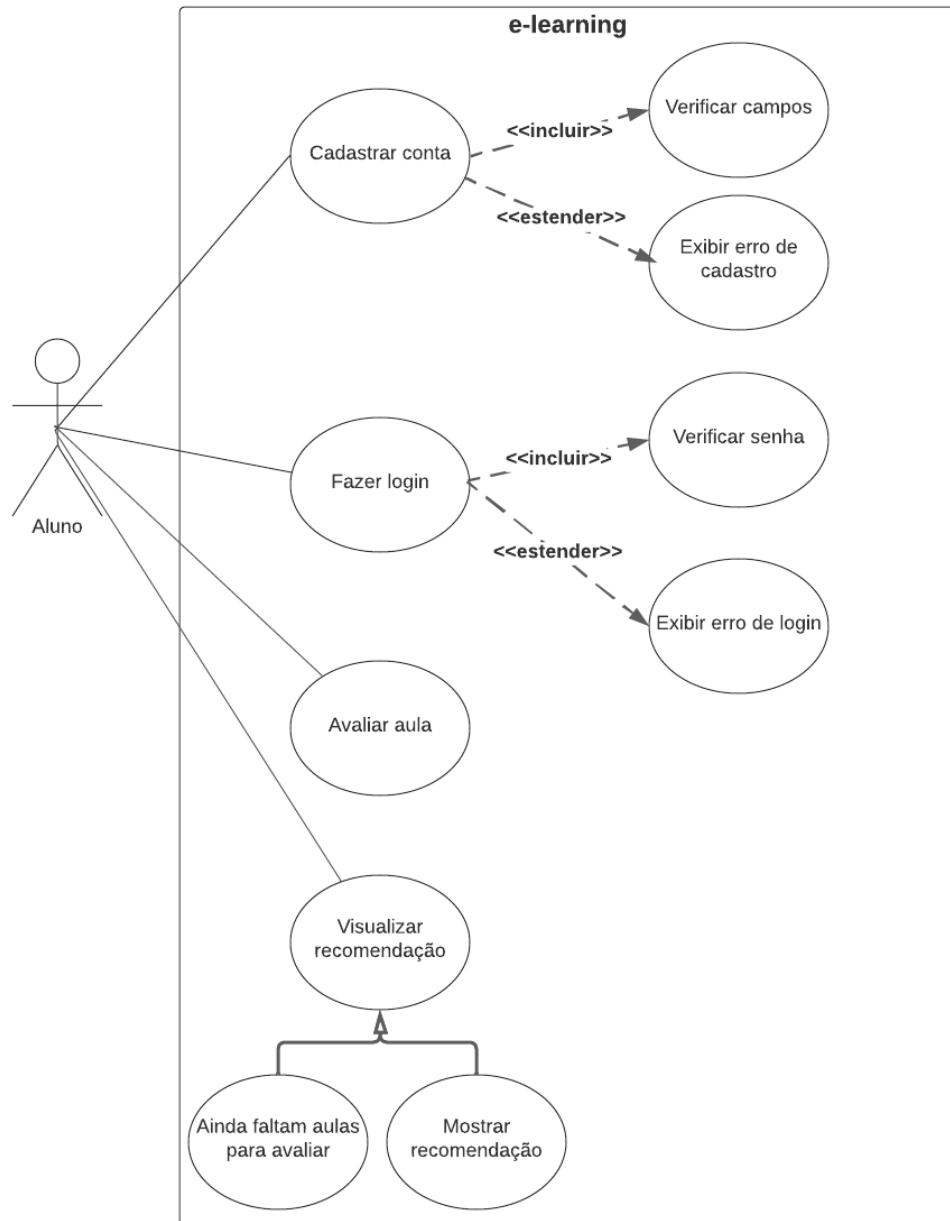 e-learning
Verificar campos
<<incluir>>
Cadastrar conta
<<estender>>
Exibir erro de
cadastro
Verificar senha
<<incluir>>
Fazer login
Aluno
<<estender>>
Exibir erro de login
Avaliar aula
Visualizar
recomendação
Ainda faltam aulas
para avaliar
Mostrar
recomendação